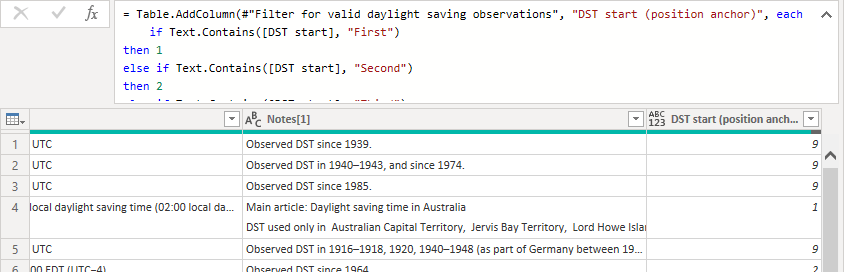 = Table.AddColumn(#"Filter for valid daylight saving observations", "DST start (position anchor)", each
if Text.Contains([DST start], "First")
then 1
else if Text.Contains([DST start], "Second")
then 2
fx
ABC Notes[1] ABC 123 DST start (position anch...
1 UTC Observed DST since 1939. 9
2 UTC Observed DST in 1940–1943, and since 1974. 9
3 UTC Observed DST since 1985. 9
4 local daylight saving time (02:00 local da... Main article: Daylight saving time in Australia 1
DST used only in Australian Capital Territory, Jervis Bay Territory, Lord Howe Islan
5 UTC Observed DST in 1916–1918, 1920, 1940–1948 (as part of Germany between 19... 9
6 00 EDT (UTC−4) Observed DST since 1964. 2